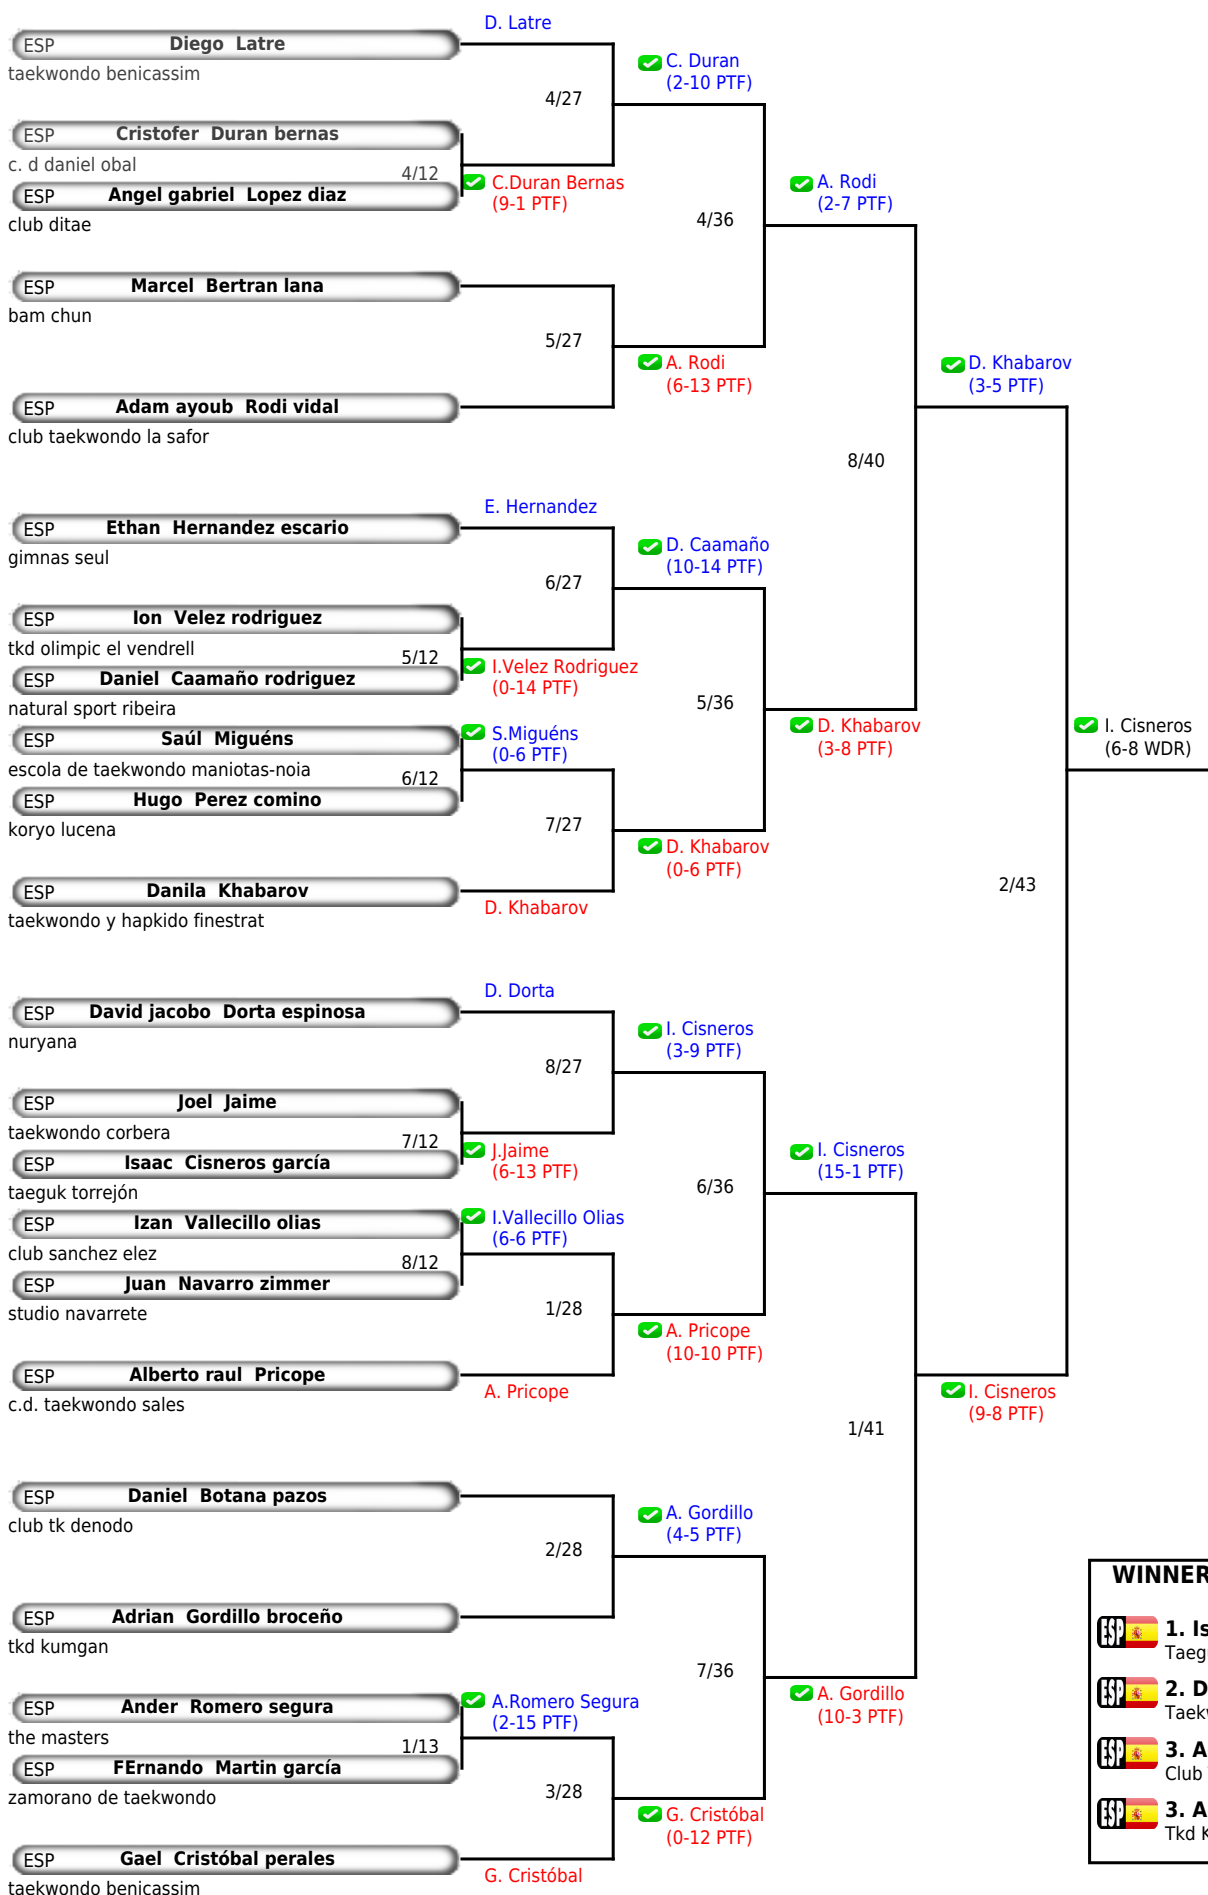 D. Latre
ESP Diego Latre
taekwondo benicassim
C. Duran
(2-10 PTF)
4/27
ESP Cristofer Duran bernas
c. d daniel obal
4/12
ESP Angel gabriel Lopez diaz
club ditae
C.Duran Bernas
(9-1 PTF)
A. Rodi
(2-7 PTF)
4/36
ESP Marcel Bertran lana
bam chun
5/27
A. Rodi
(6-13 PTF)
D. Khabarov
(3-5 PTF)
ESP Adam ayoub Rodi vidal
club taekwondo la safor
8/40
E. Hernandez
ESP Ethan Hernandez escario
gimnas seul
D. Caamaño
(10-14 PTF)
6/27
ESP Ion Velez rodriguez
tkd olimpic el vendrell
5/12
ESP Daniel Caamaño rodriguez
natural sport ribeira
I.Velez Rodriguez
(0-14 PTF)
5/36
ESP Saúl Miguéns
escola de taekwondo maniotas-noia
S.Miguéns
(0-6 PTF)
D. Khabarov
(3-8 PTF)
I. Cisneros
(6-8 WDR)
6/12
ESP Hugo Perez comino
koryo lucena
7/27
D. Khabarov
(0-6 PTF)
2/43
ESP Danila Khabarov
taekwondo y hapkido finestrat
D. Khabarov
D. Dorta
ESP David jacobo Dorta espinosa
nuryana
I. Cisneros
(3-9 PTF)
8/27
ESP Joel Jaime
taekwondo corbera
7/12
ESP Isaac Cisneros garcía
taeguk torrejón
J.Jaime
(6-13 PTF)
I. Cisneros
(15-1 PTF)
6/36
ESP Izan Vallecillo olias
club sanchez elez
I.Vallecillo Olias
(6-6 PTF)
8/12
ESP Juan Navarro zimmer
studio navarrete
1/28
A. Pricope
(10-10 PTF)
ESP Alberto raul Pricope
c.d. taekwondo sales
A. Pricope
I. Cisneros
(9-8 PTF)
1/41
ESP Daniel Botana pazos
club tk denodo
A. Gordillo
(4-5 PTF)
2/28
ESP Adrian Gordillo broceño
tkd kumgan
7/36
ESP Ander Romero segura
the masters
A.Romero Segura
(2-15 PTF)
A. Gordillo
(10-3 PTF)
1/13
ESP FErnando Martin garcía
zamorano de taekwondo
3/28
G. Cristóbal
(0-12 PTF)
ESP Gael Cristóbal perales
taekwondo benicassim
G. Cristóbal
WINNER
ESP 1. Is
Taeg
ESP 2. D
Taekw
ESP 3. A
Club
ESP 3. A
Tkd K